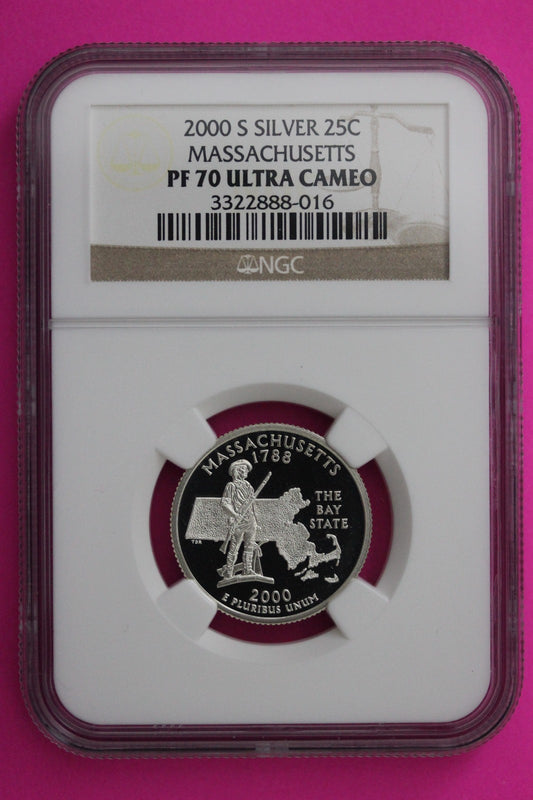 2000 S SILVER 25C
MASSACHUSETTS
PF 70 ULTRA CAMEO
3322888-016
NGC
MASSACHUSETTS
1788
THE
BAY
STATE
TDF
2000
E PLURIBUS UNUM